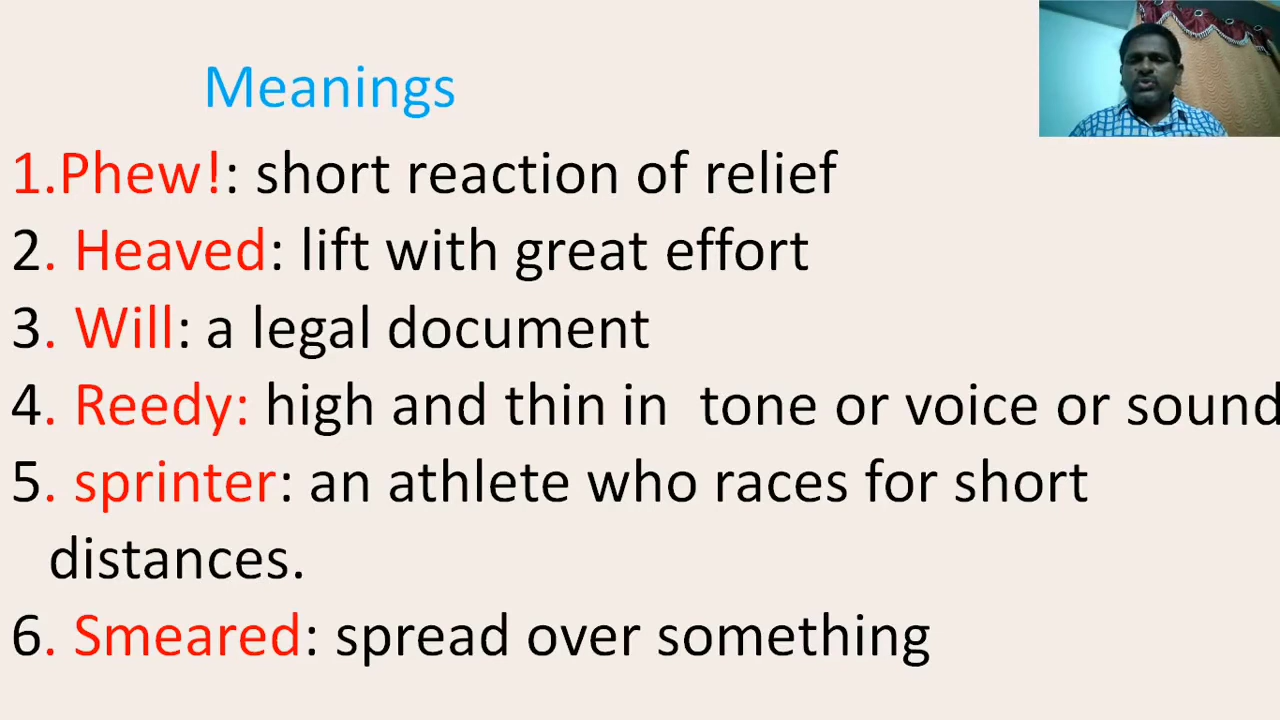 Meanings
1.Phew!: short reaction of relief
2. Heaved: lift with great effort
3. Will: a legal document
4. Reedy: high and thin in  tone or voice or sound
5. sprinter: an athlete who races for short
distances.
6. Smeared: spread over something